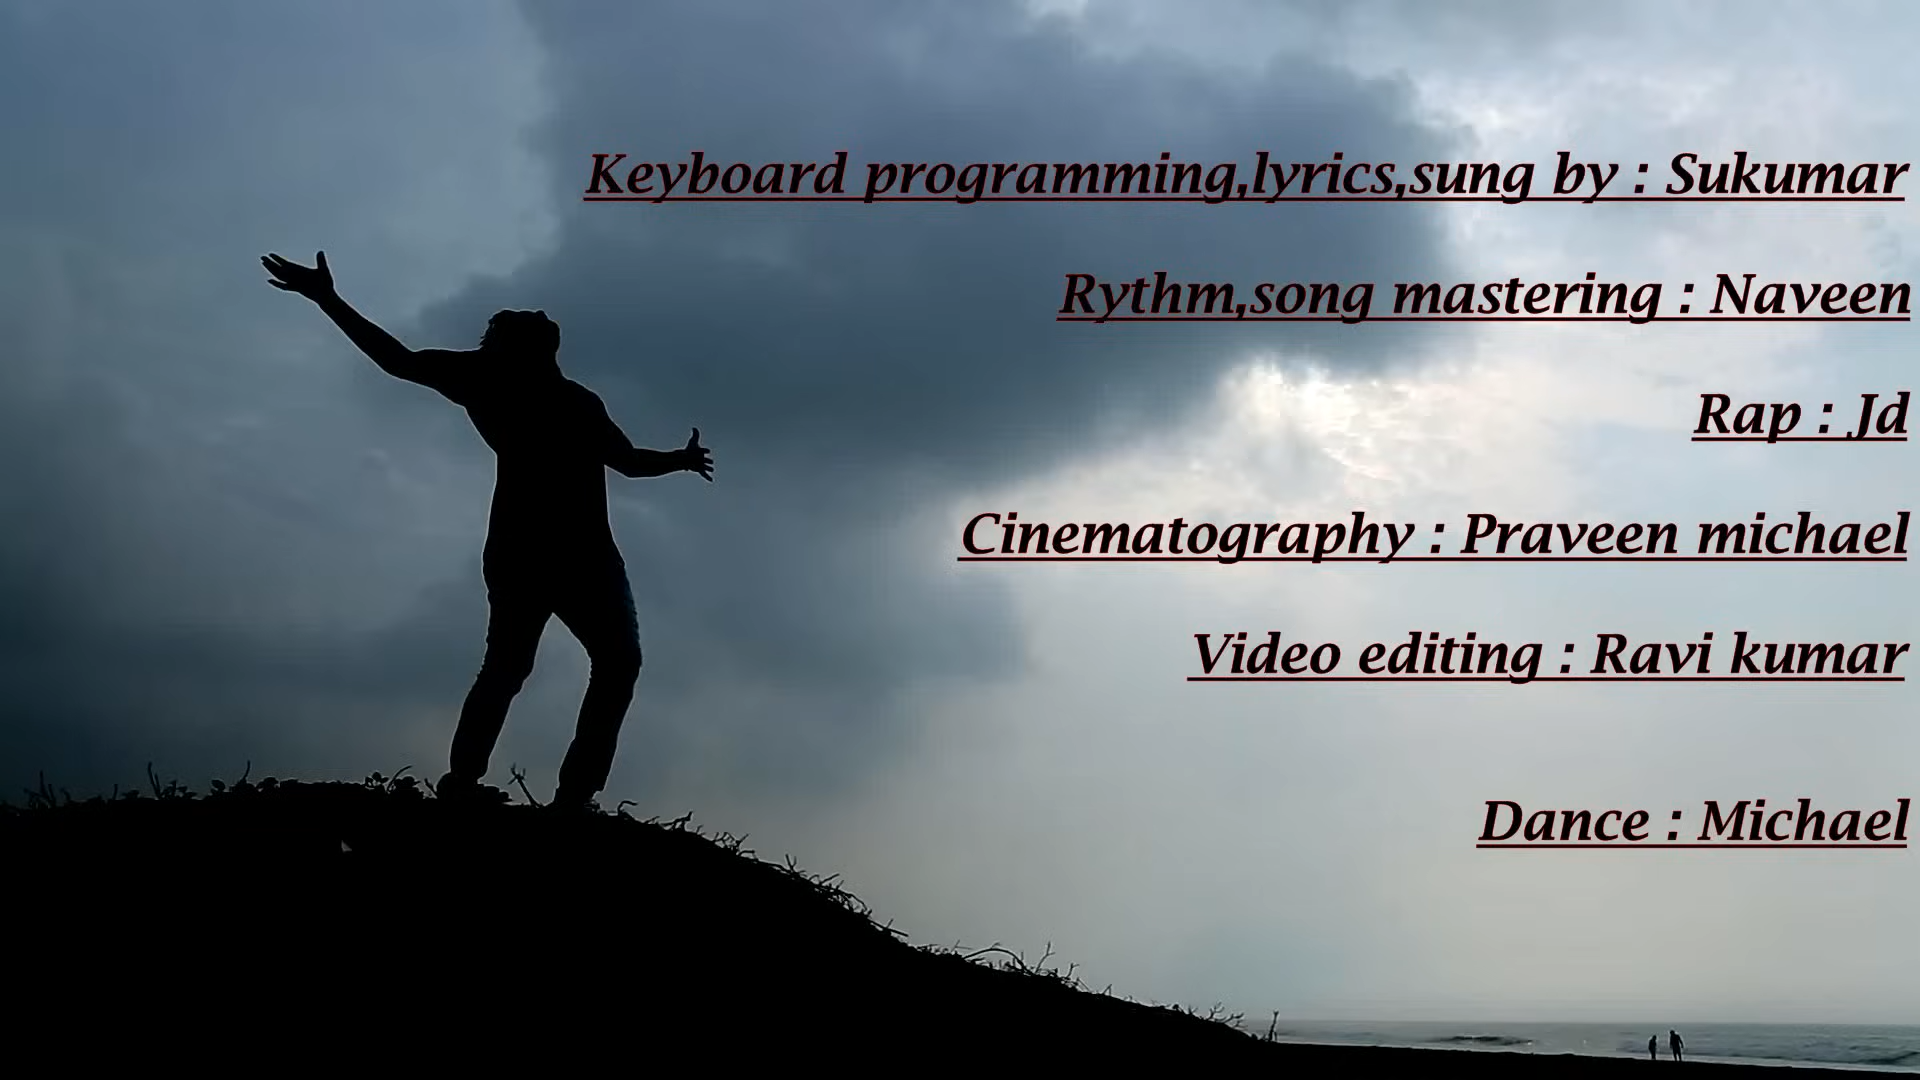 Keyboard programming,lyrics,sung by : Sukumar
Rythm,song mastering : Naveen
Rap : Jd
Cinematography : Praveen michael
Video editing : Ravi kumar
Dance : Michael